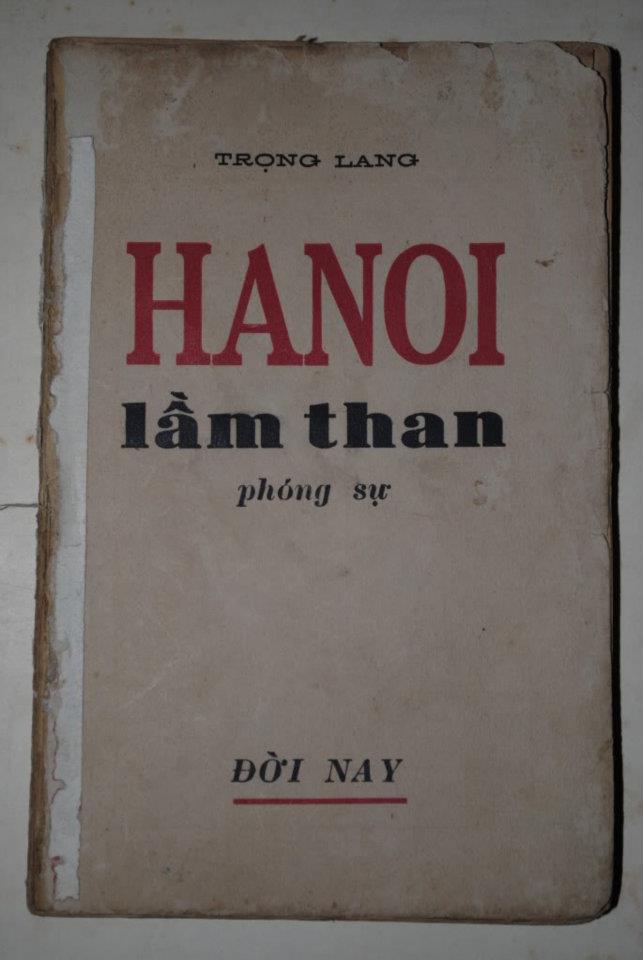 TRỌNG LANG
HANOI
lầm than
phóng sự
ĐỜI NAY